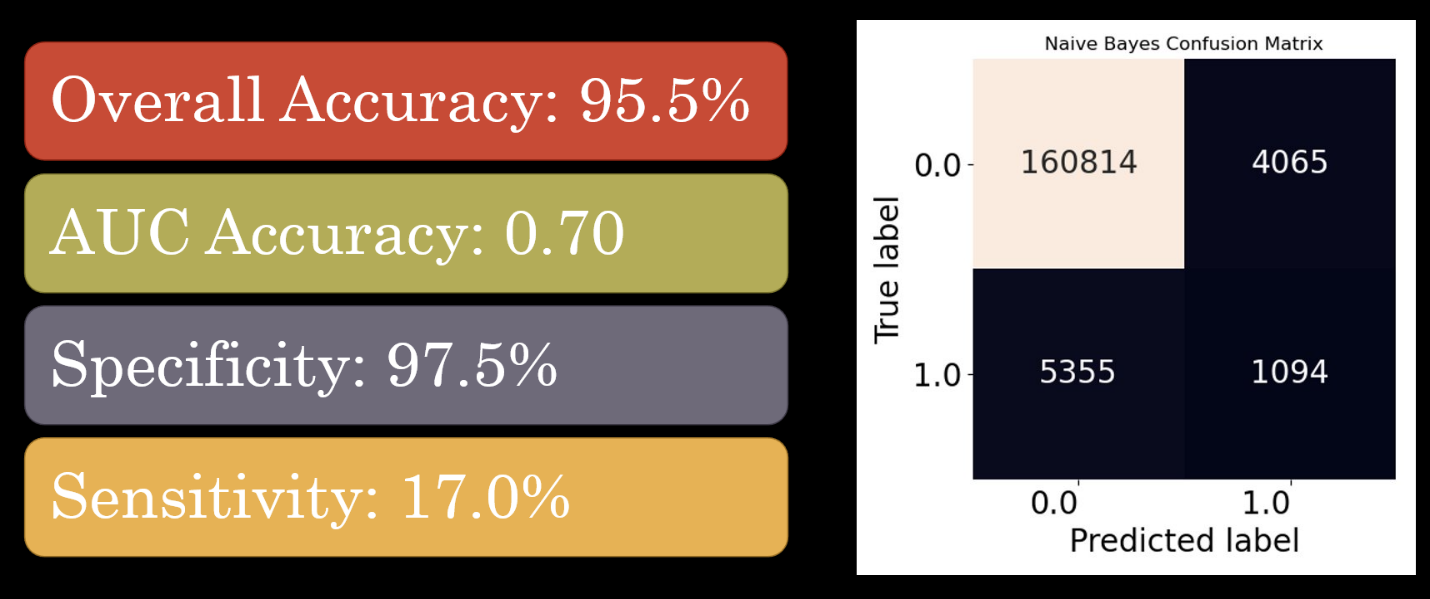 Overall Accuracy: 95.5%
AUC Accuracy: 0.70
Specificity: 97.5%
Sensitivity: 17.0%
Naive Bayes Confusion Matrix
True label
0.0
160814 4065
1.0
5355 1094
0.0 1.0
Predicted label